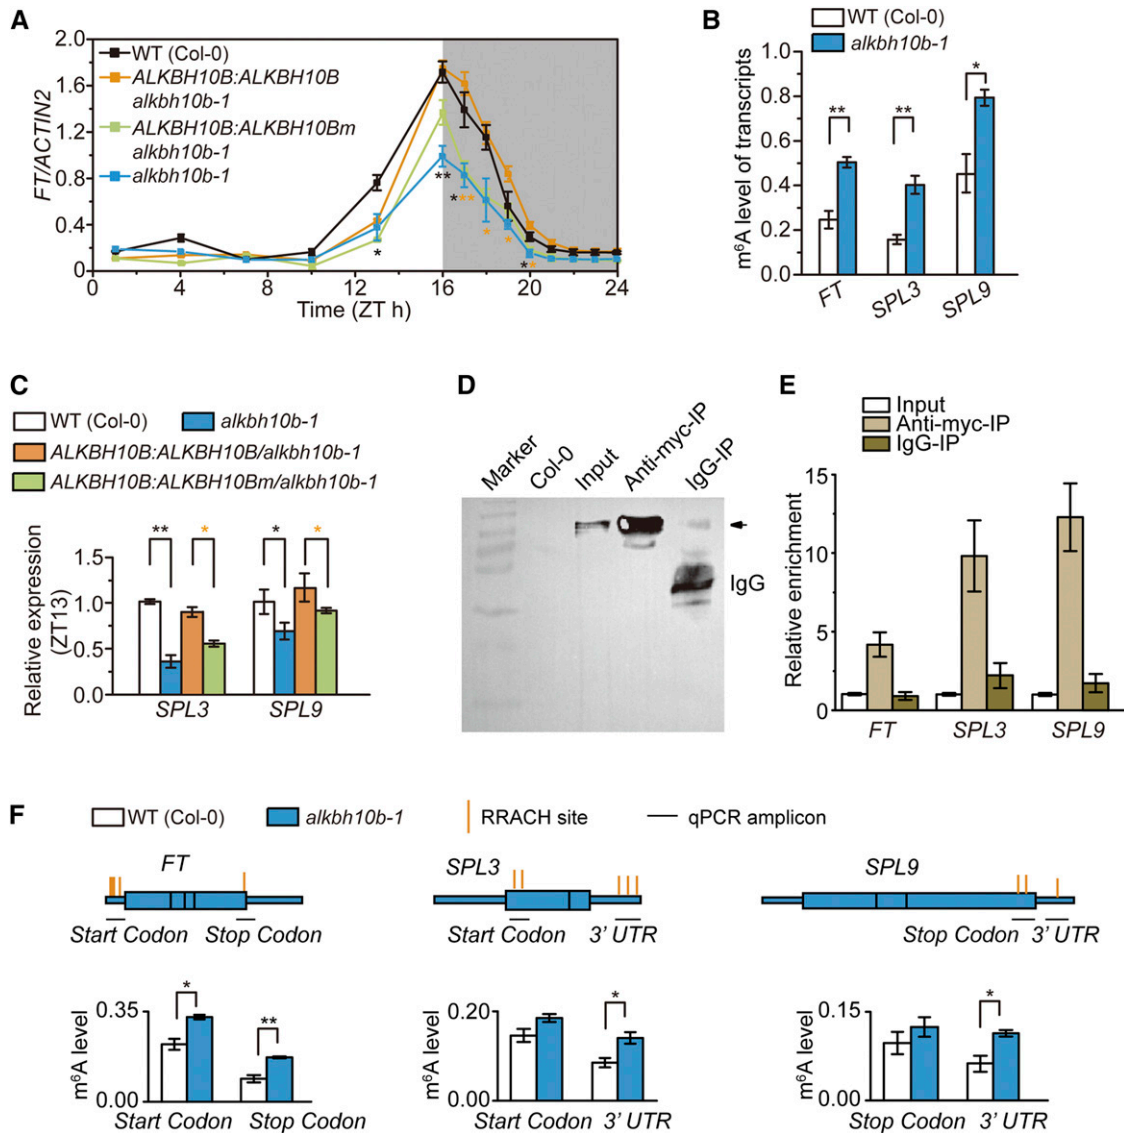 A
2.0
1.6
1.2
0.8
0.4
0
FT/ACTIN2
WT (Col-0)
ALKBH10B:ALKBH10B
alkbh10b-1
ALKBH10B:ALKBH10Bm
alkbh10b-1
alkbh10b-1
**
*
**
*
*
*
*
*
0 4 8 12 16 20 24
Time (ZT h)
B
WT (Col-0)
alkbh10b-1
1.0
0.8
0.6
0.4
0.2
0.0
m⁶A level of transcripts
** ** *
FT SPL3 SPL9
C
WT (Col-0) alkbh10b-1
ALKBH10B:ALKBH10B/alkbh10b-1
ALKBH10B:ALKBH10Bm/alkbh10b-1
Relative expression
(ZT13)
1.5
1.0
0.5
0.0
** * * *
SPL3 SPL9
D
Marker Col-0 Input Anti-myc-IP IgG-IP
IgG
E
Input
Anti-myc-IP
IgG-IP
15
10
5
0
Relative enrichment
FT SPL3 SPL9
F
WT (Col-0) alkbh10b-1 RRACH site qPCR amplicon
FT
Start Codon Stop Codon
SPL3
Start Codon 3' UTR
SPL9
Stop Codon 3' UTR
m⁶A level
0.35
0.00
* **
Start Codon Stop Codon
m⁶A level
0.20
0.00
*
Start Codon 3' UTR
m⁶A level
0.15
0.00
*
Stop Codon 3' UTR